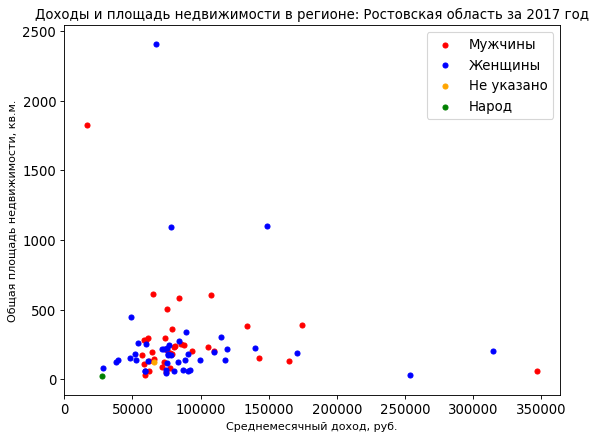 Доходы и площадь недвижимости в регионе: Ростовская область за 2017 год
Общая площадь недвижимости, кв.м.
2500
2000
1500
1000
500
0
Мужчины
Женщины
Не указано
Народ
0 50000 100000 150000 200000 250000 300000 350000
Среднемесячный доход, руб.